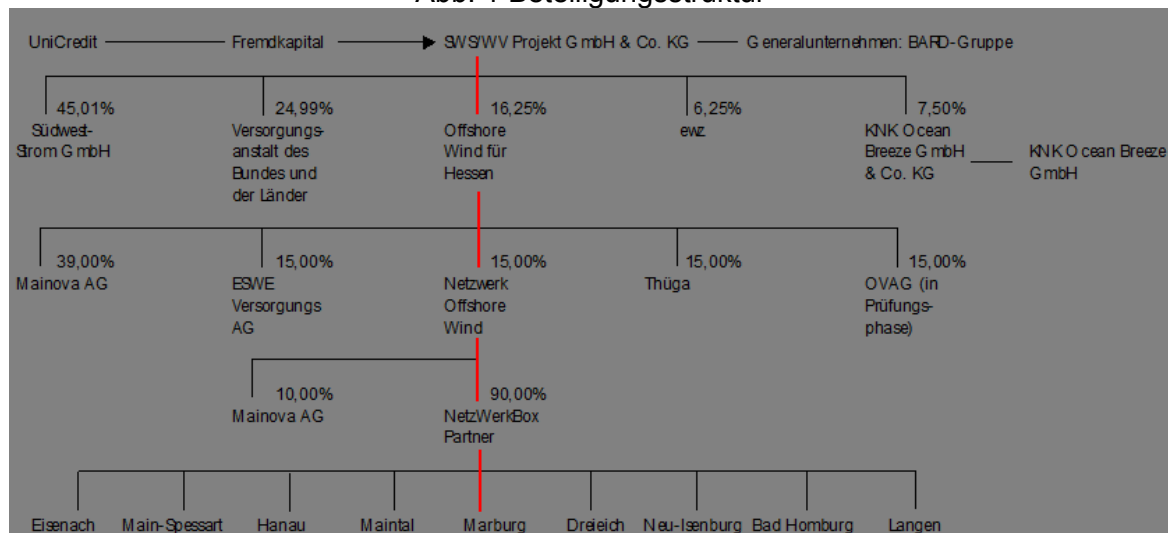 Abb. 1 Beteiligungsstruktur
UniCredit Fremdkapital SWS/WV Projekt GmbH & Co. KG Generalunternehmen: BARD-Gruppe
45,01% 24,99% 16,25% 6,25% 7,50%
Südwest- Versorgungs- Offshore ewz KNK Ocean
Strom GmbH anstalt des Wind für Breeze GmbH KNK Ocean Breeze
Bundes und Hessen & Co. KG GmbH
der Länder
39,00% 15,00% 15,00% 15,00% 15,00%
Mainova AG ESWE Netzwerk Thüga OVAG (in
Versorgungs Offshore Prüfungs-
AG Wind phase)
10,00% 90,00%
Mainova AG NetzWerkBox
Partner
Eisenach Main-Spessart Hanau Maintal Marburg Dreieich Neu-Isenburg Bad Homburg Langen